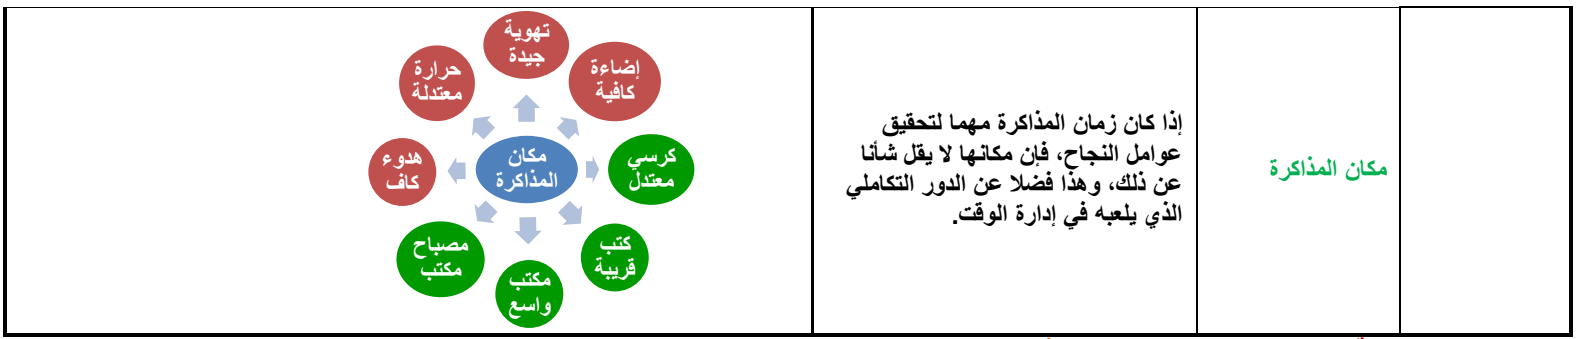 مكان المذاكرة
إذا كان زمان المذاكرة مهما لتحقيق
عوامل النجاح، فإن مكانها لا يقل شأنا
عن ذلك، وهذا فضلا عن الدور التكاملي
الذي يلعبه في إدارة الوقت.
مكان
المذاكرة
تهوية
جيدة
إضاءة
كافية
كرسي
معتدل
كتب
قريبة
مكتب
واسع
مصباح
مكتب
هدوء
كاف
حرارة
معتدلة